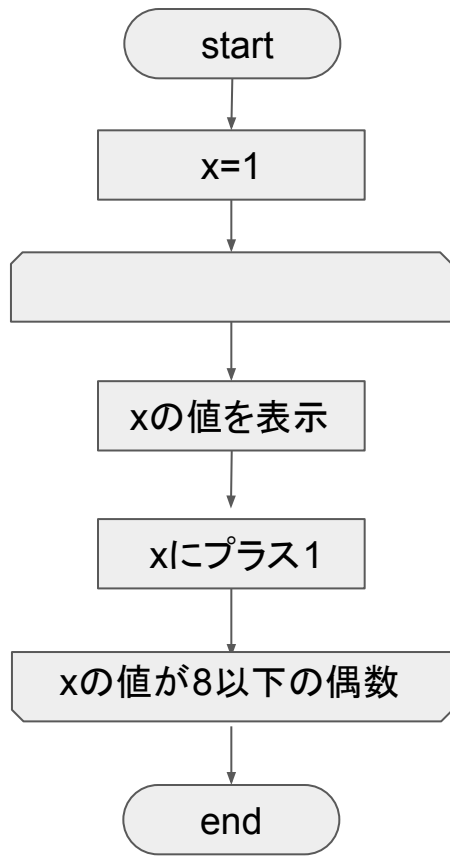 start
x=1
xの値を表示
xにプラス1
xの値が8以下の偶数
end